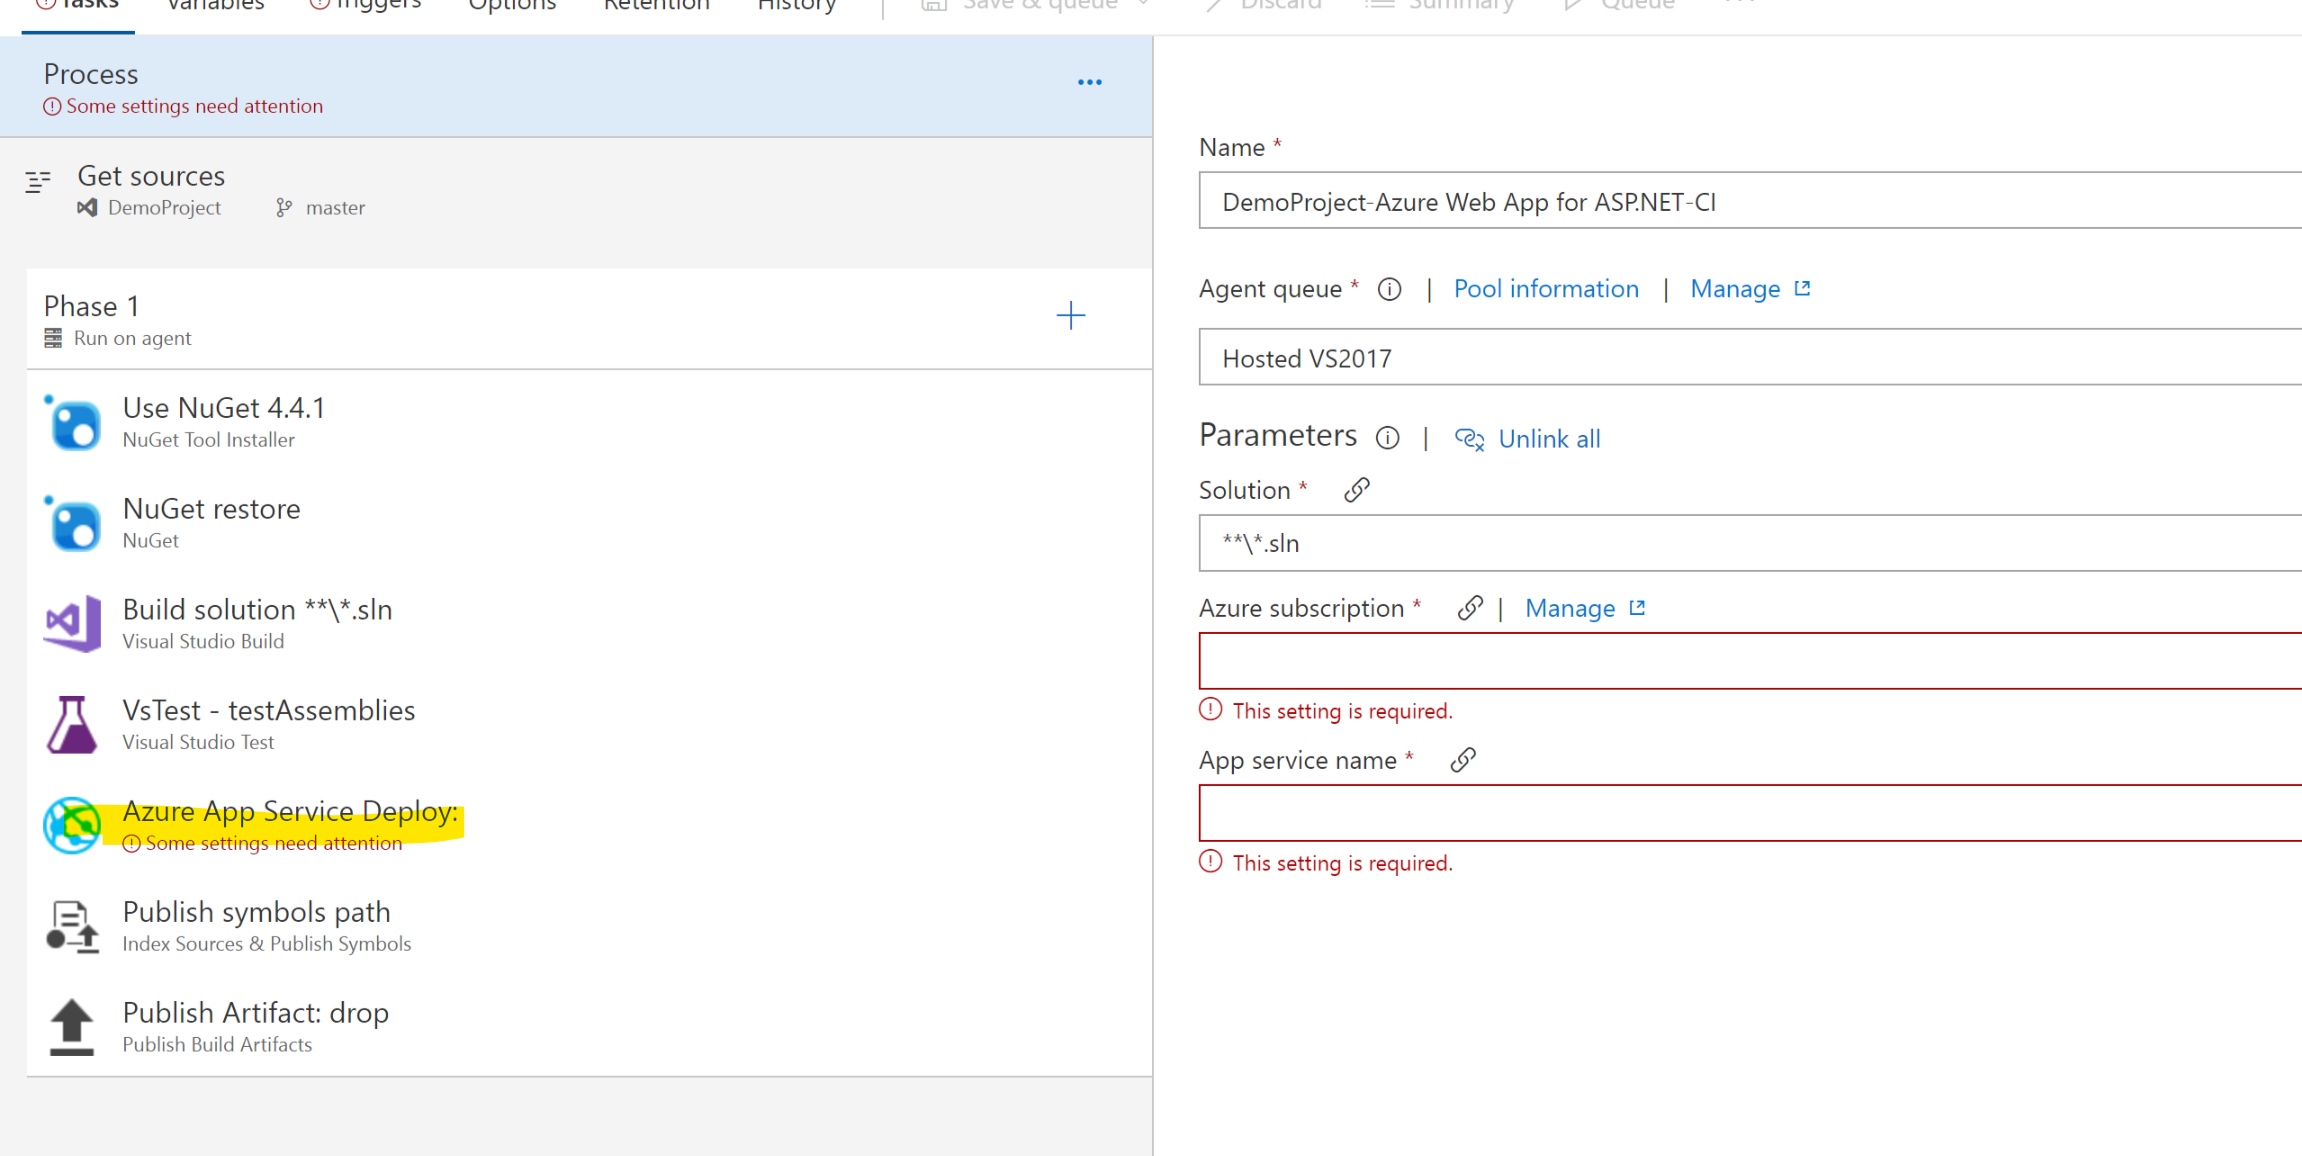 Tasks Variables Triggers Options Retention History Save & queue Discard Summary Queue ...
Process
Some settings need attention
Get sources
DemoProject master
Phase 1
Run on agent
Use NuGet 4.4.1
NuGet Tool Installer
NuGet restore
NuGet
Build solution **\*.sln
Visual Studio Build
VsTest - testAssemblies
Visual Studio Test
Azure App Service Deploy:
Some settings need attention
Publish symbols path
Index Sources & Publish Symbols
Publish Artifact: drop
Publish Build Artifacts
Name *
DemoProject-Azure Web App for ASP.NET-CI
Agent queue * | Pool information | Manage
Hosted VS2017
Parameters | Unlink all
Solution *
**\*.sln
Azure subscription * | Manage
This setting is required.
App service name *
This setting is required.